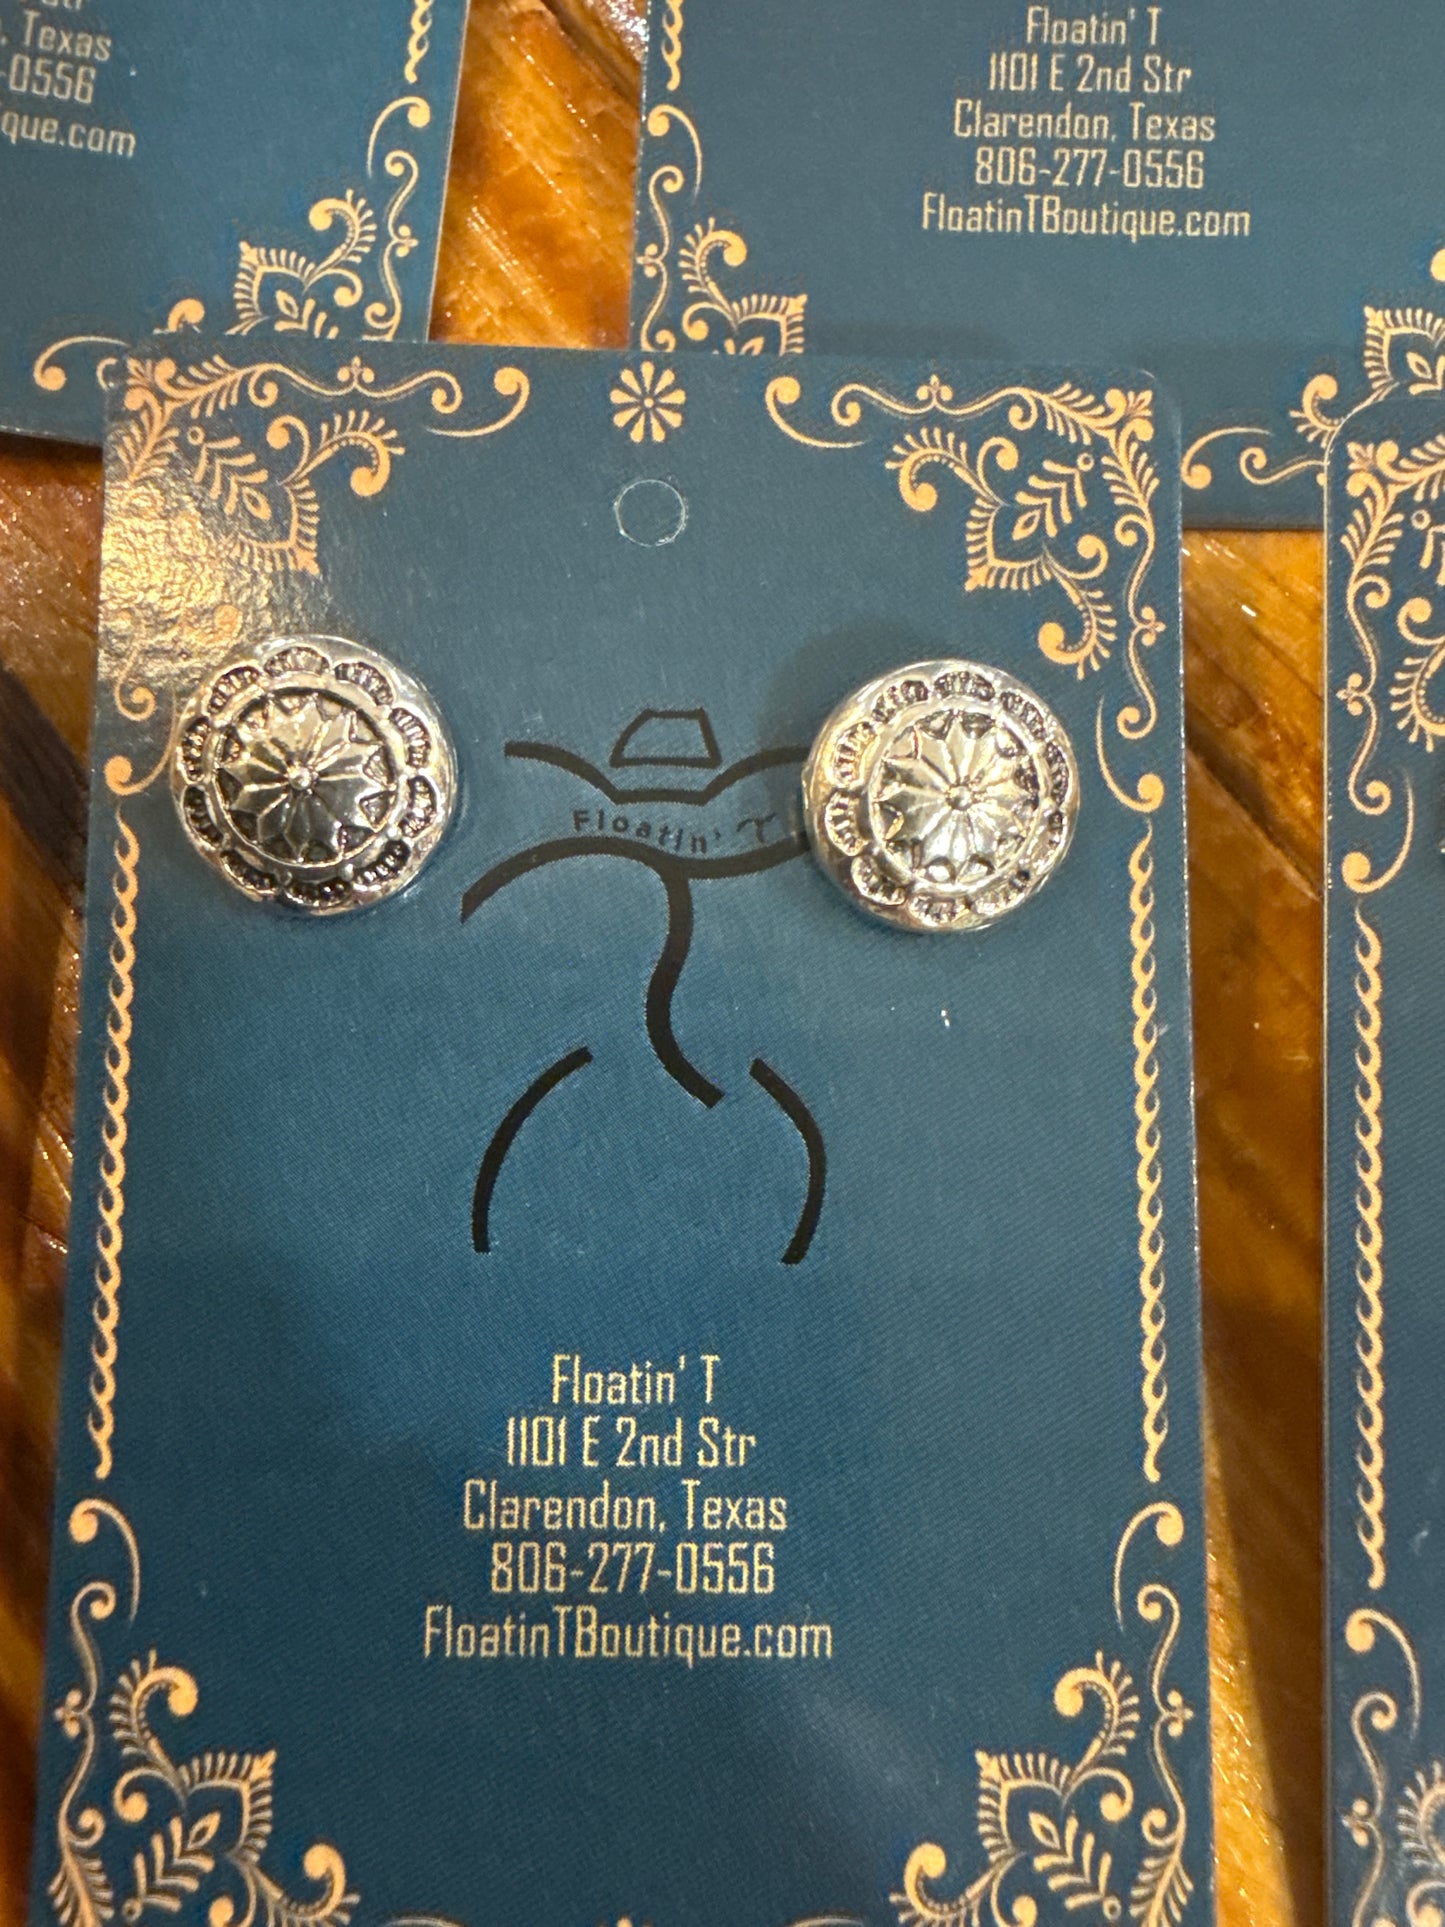 Texas
-0556
que.com
Floatin' T
1101 E 2nd Str
Clarendon, Texas
806-277-0556
FloatinTBoutique.com
Floatin' T
Floatin' T
1101 E 2nd Str
Clarendon, Texas
806-277-0556
FloatinTBoutique.com